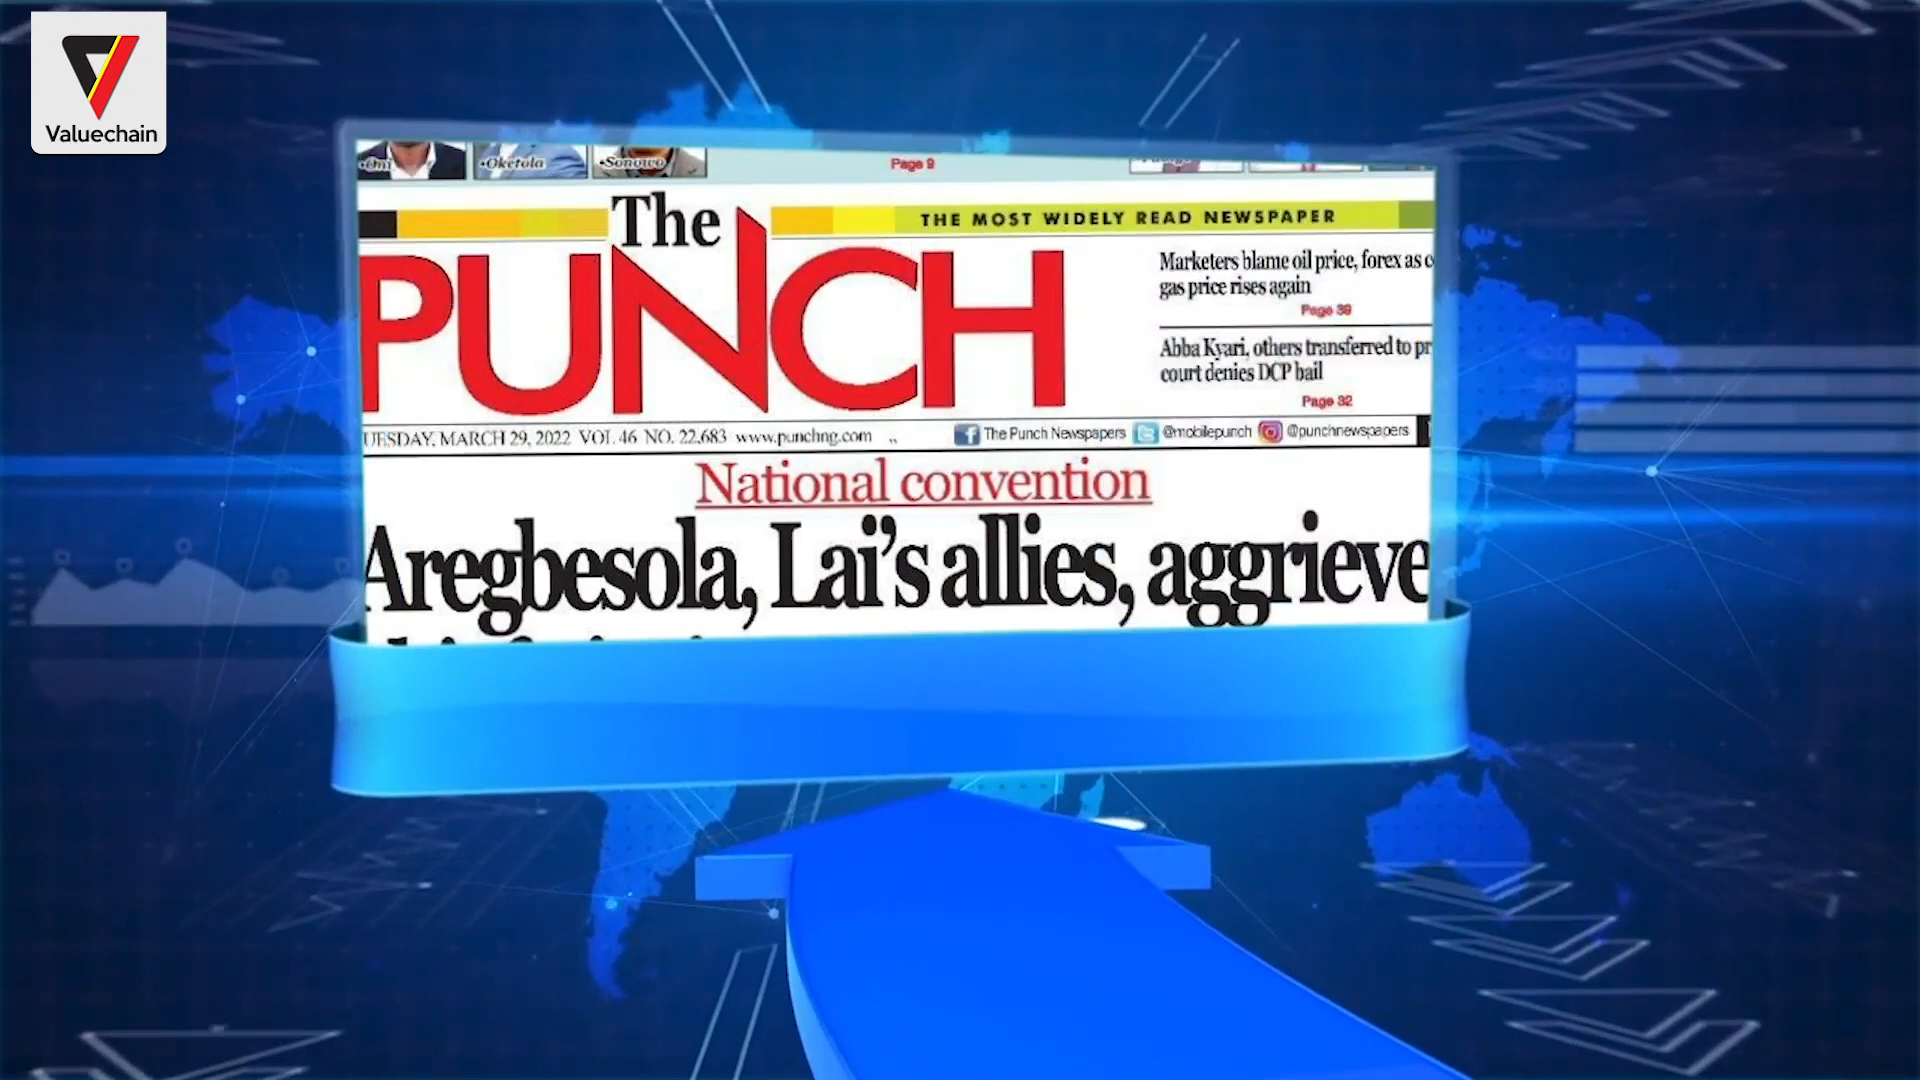 Valuechain
•Oketola
•Sonowo
Page 9
The
PUNCH
THE MOST WIDELY READ NEWSPAPER
Marketers blame oil price, forex as
gas price rises again
Page 39
Abba Kyari, others transferred to
court denies DCP bail
Page 32
UESDAY, MARCH 29, 2022 VOL. 46 NO. 22,683 www.punchng.com
The Punch Newspapers @mobilepunch @punchnewspapers
National convention
Aregbesola, Lai's allies, aggrieve